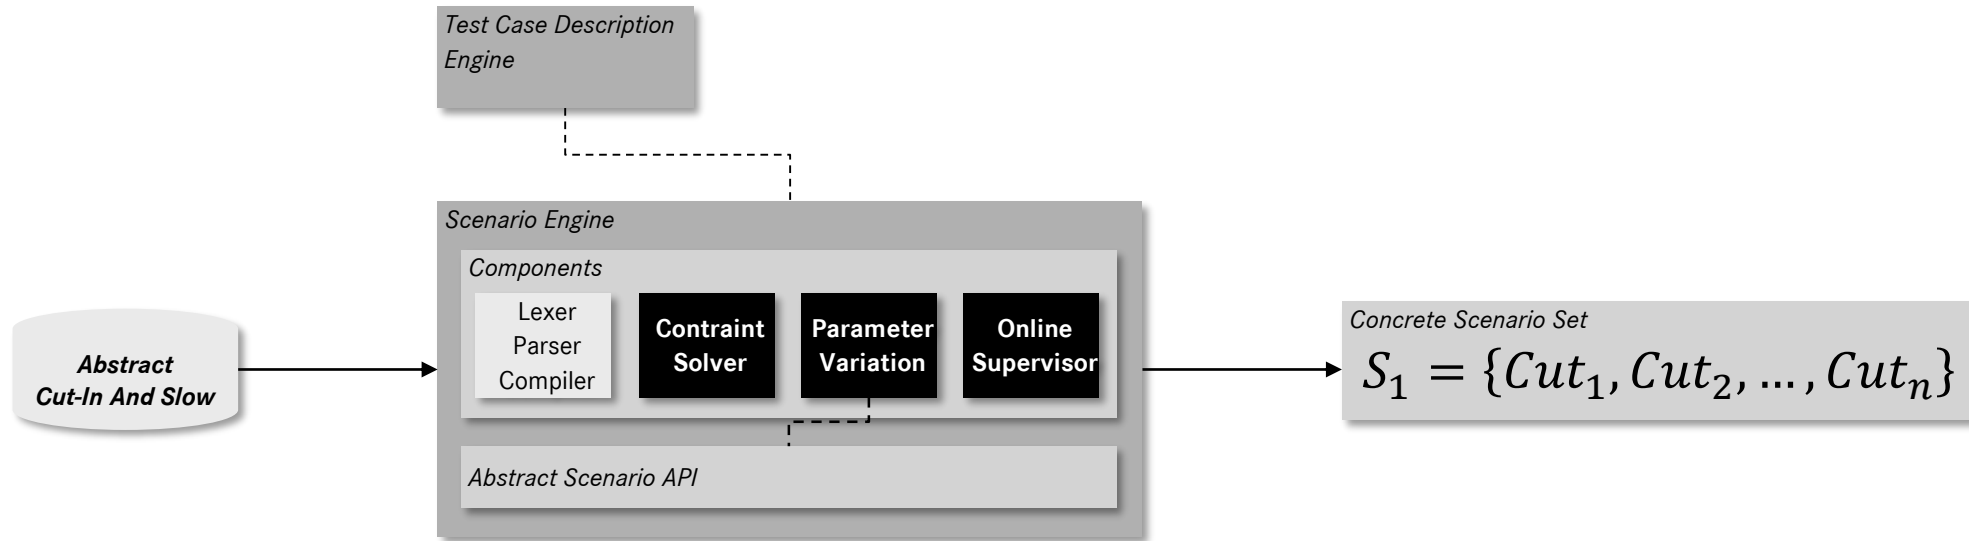 Test Case Description
Engine
Scenario Engine
Components
Lexer
Parser
Compiler
Contraint
Solver
Parameter
Variation
Online
Supervisor
Abstract Scenario API
Abstract
Cut-In And Slow
Concrete Scenario Set
S₁ = {Cut₁, Cut₂, … , Cutₙ}